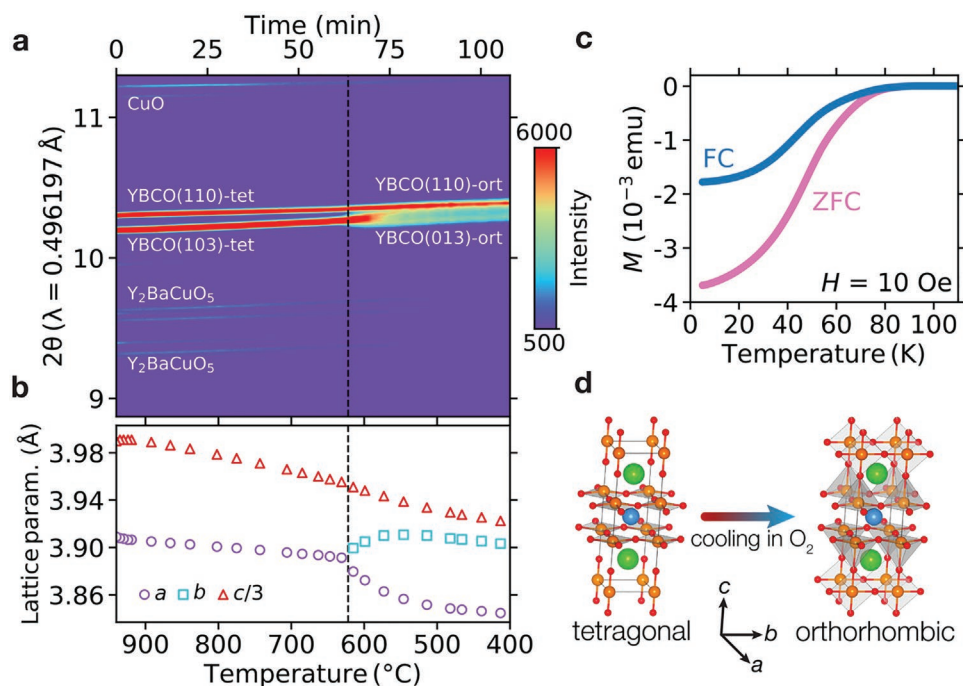 a
Time (min)
0 25 50 75 100
2θ (λ = 0.496197 Å)
11
10
9
CuO
YBCO(110)-tet
YBCO(110)-ort
YBCO(103)-tet
YBCO(013)-ort
Y₂BaCuO₅
Y₂BaCuO₅
6000
Intensity
500
b
Lattice param. (Å)
3.98
3.94
3.90
3.86
a b c/3
900 800 700 600 500 400
Temperature (°C)
c
M (10⁻³ emu)
0
-1
-2
-3
-4
FC
ZFC
H = 10 Oe
0 20 40 60 80 100
Temperature (K)
d
cooling in O₂
tetragonal
c
b
a
orthorhombic